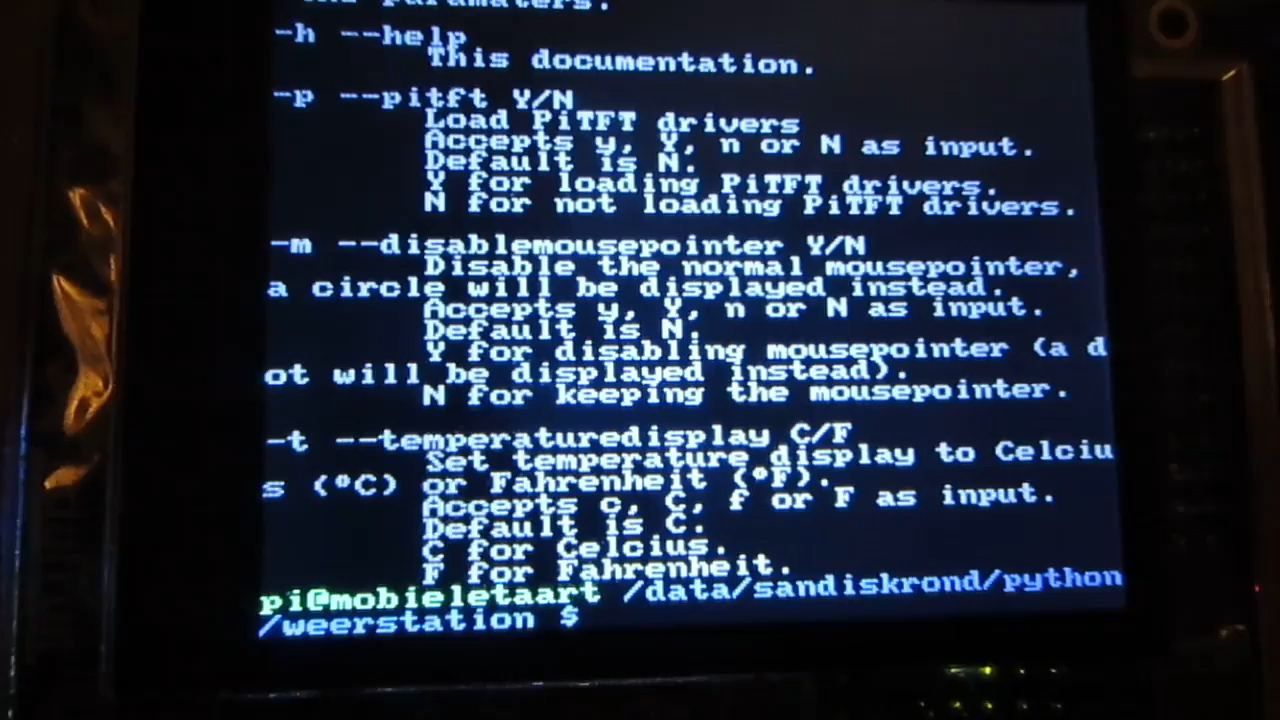 paramaters.
-h --help
This documentation.
-p --pitft Y/N
Load PiTFT drivers
Accepts y, Y, n or N as input.
Default is N.
Y for loading PiTFT drivers.
N for not loading PiTFT drivers.
-m --disablemousepointer Y/N
Disable the normal mousepointer,
a circle will be displayed instead.
Accepts y, Y, n or N as input.
Default is N.
Y for disabling mousepointer (a d
ot will be displayed instead).
N for keeping the mousepointer.
-t --temperaturedisplay C/F
Set temperature display to Celciu
s (°C) or Fahrenheit (°F).
Accepts c, C, f or F as input.
Default is C.
C for Celcius.
F for Fahrenheit.
pi@mobieletaart /data/sandiskrond/python
/weerstation $